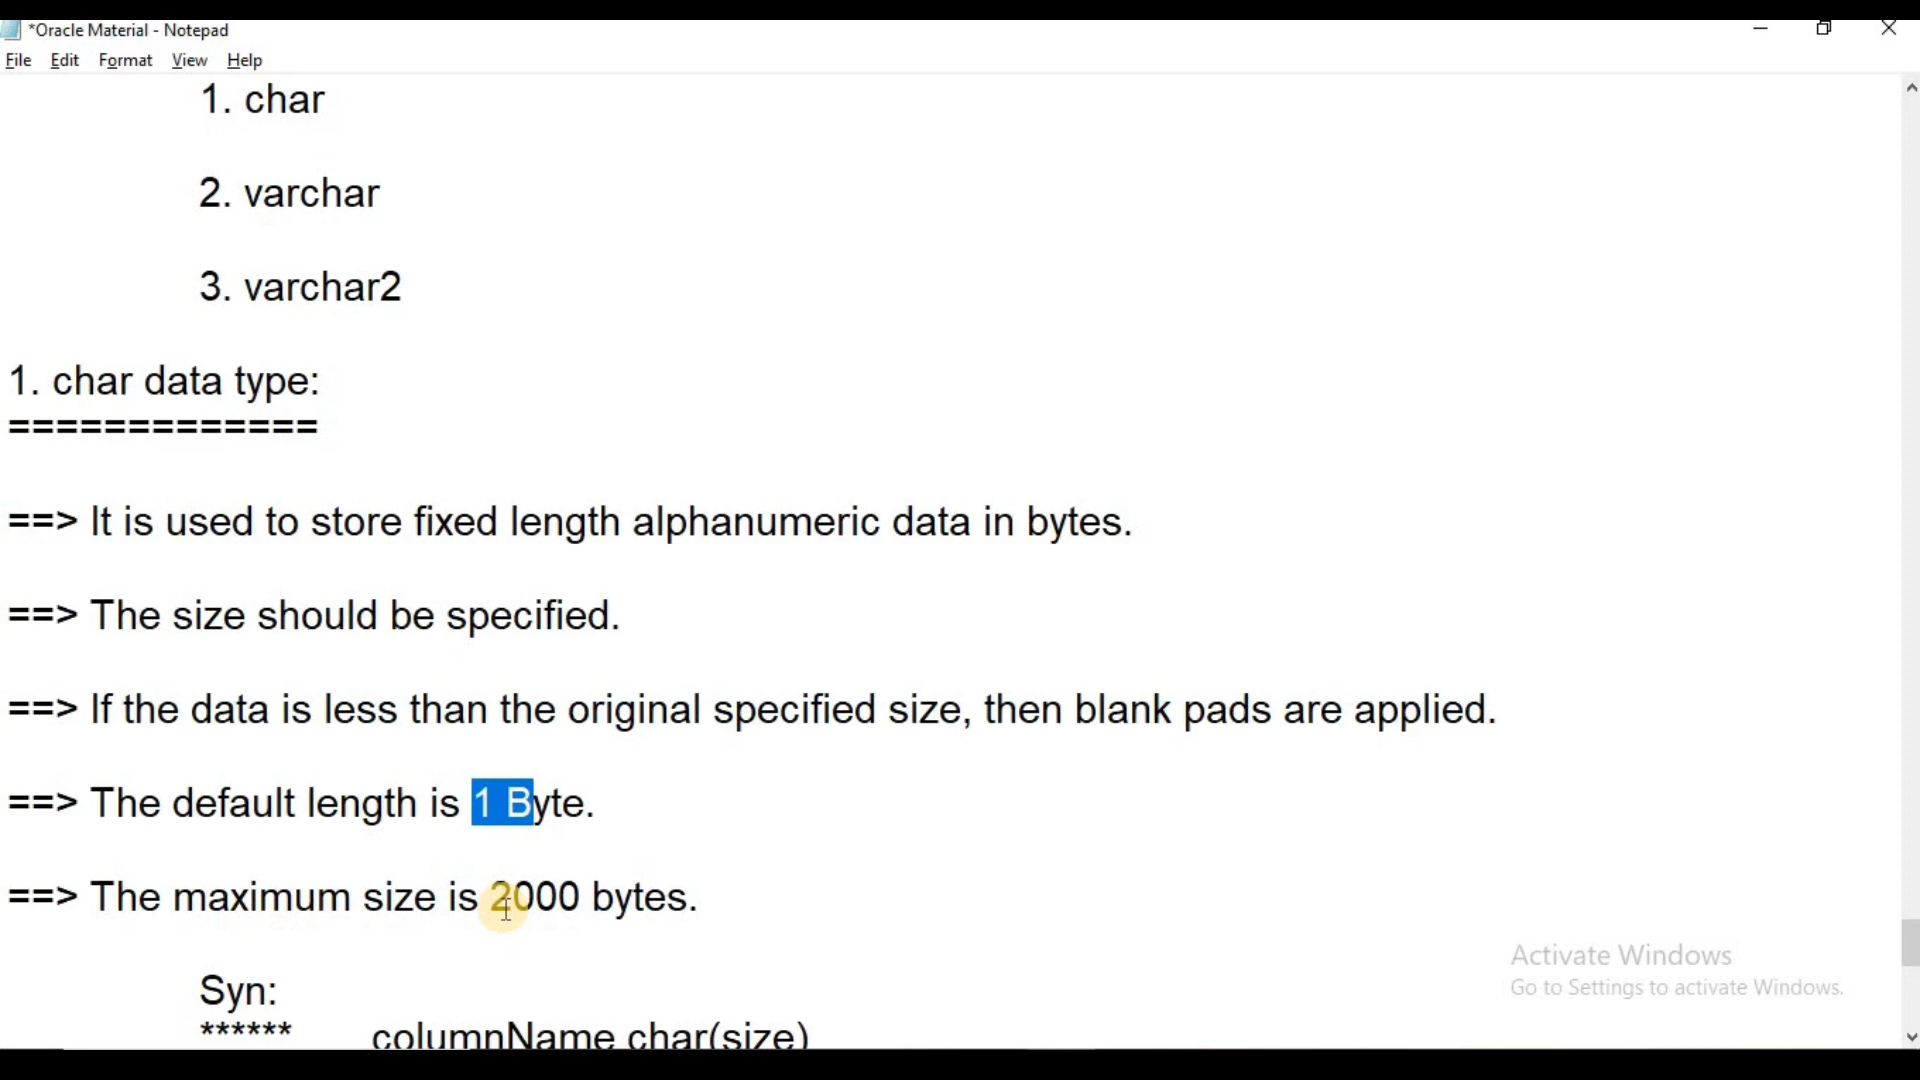 *Oracle Material - Notepad
File Edit Format View Help
1. char
2. varchar
3. varchar2
1. char data type:
=============
==> It is used to store fixed length alphanumeric data in bytes.
==> The size should be specified.
==> If the data is less than the original specified size, then blank pads are applied.
==> The default length is 1 Byte.
==> The maximum size is 2000 bytes.
Syn:
****** columnName char(size)
Activate Windows
Go to Settings to activate Windows.